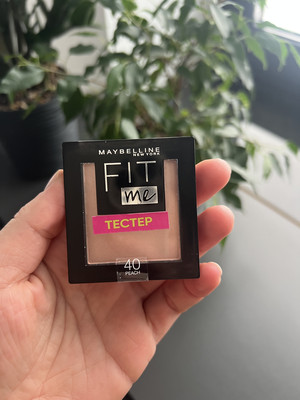 MAYBELLINE
NEW YORK
FIT
me
ТЕСТЕР
40
PEACH